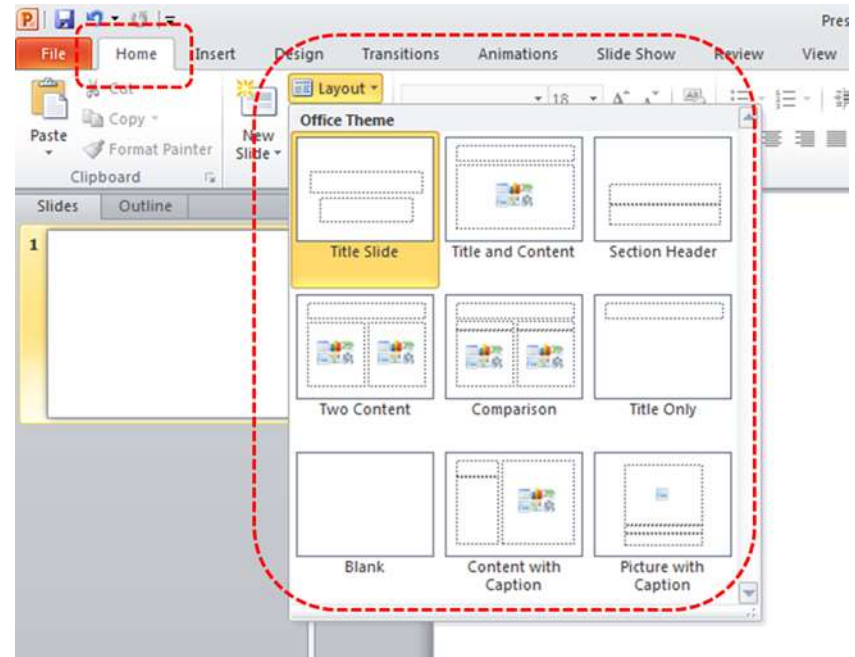 P
Pres
File Home Insert Design Transitions Animations Slide Show Review View
Cut
Copy
Format Painter
Paste
New
Slide
Layout
18
Clipboard
Slides Outline
1
Office Theme
Title Slide Title and Content Section Header
Two Content Comparison Title Only
Blank Content with Caption Picture with Caption